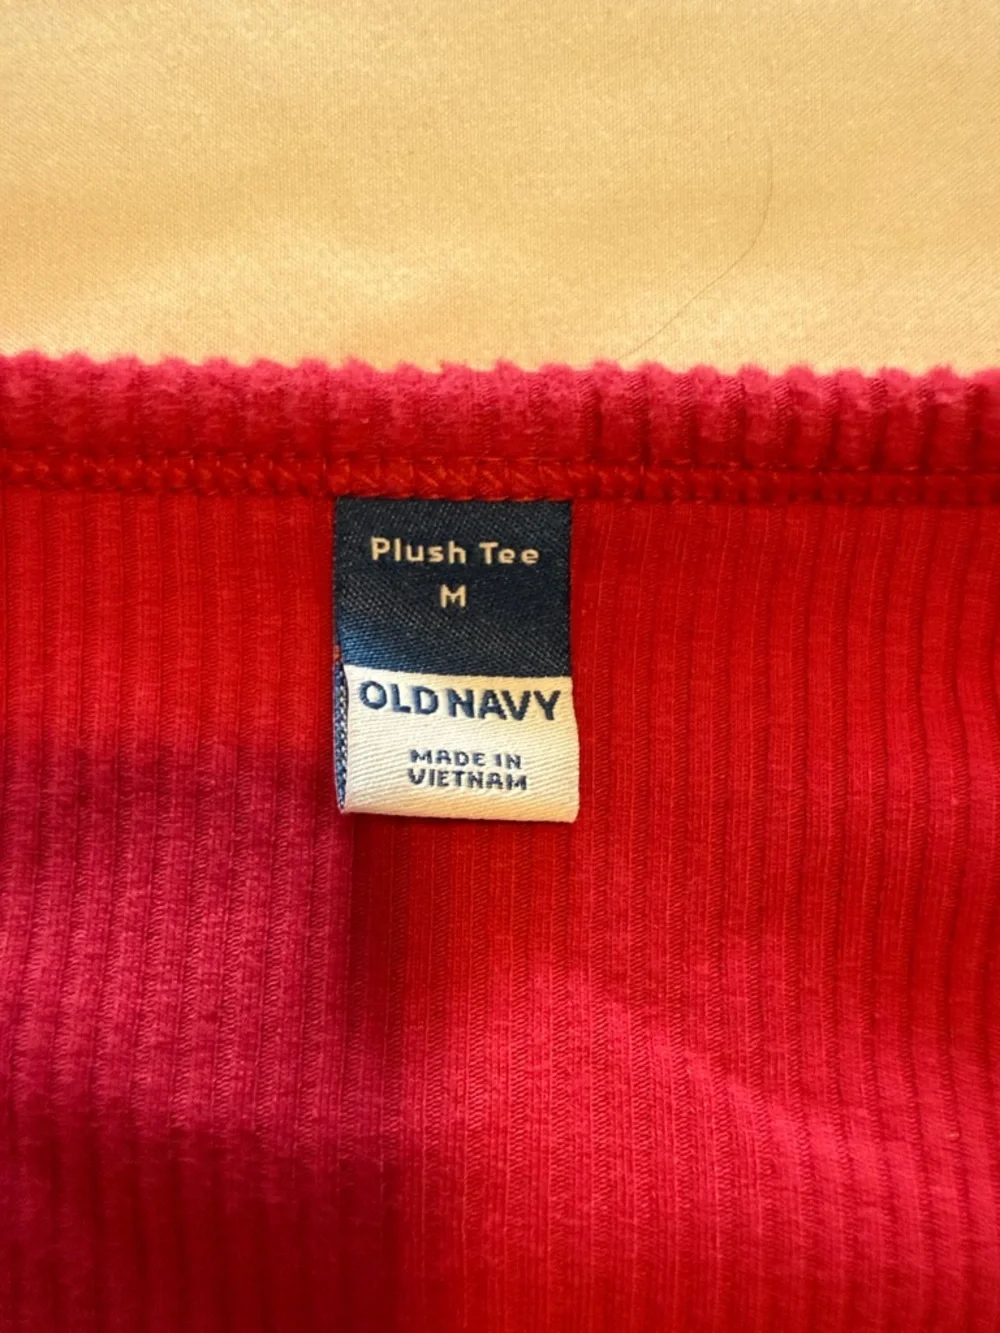 Plush Tee
M
OLD NAVY
MADE IN
VIETNAM